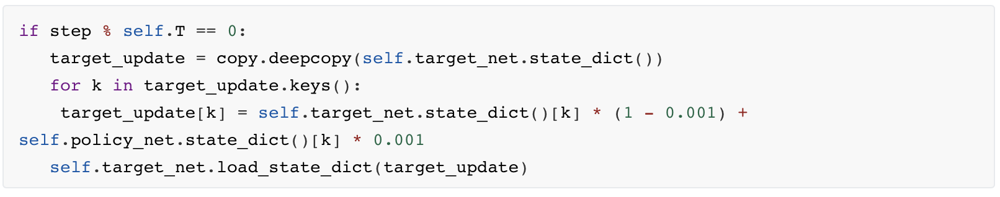 if step % self.T == 0:
   target_update = copy.deepcopy(self.target_net.state_dict())
   for k in target_update.keys():
    target_update[k] = self.target_net.state_dict()[k] * (1 - 0.001) +
self.policy_net.state_dict()[k] * 0.001
   self.target_net.load_state_dict(target_update)